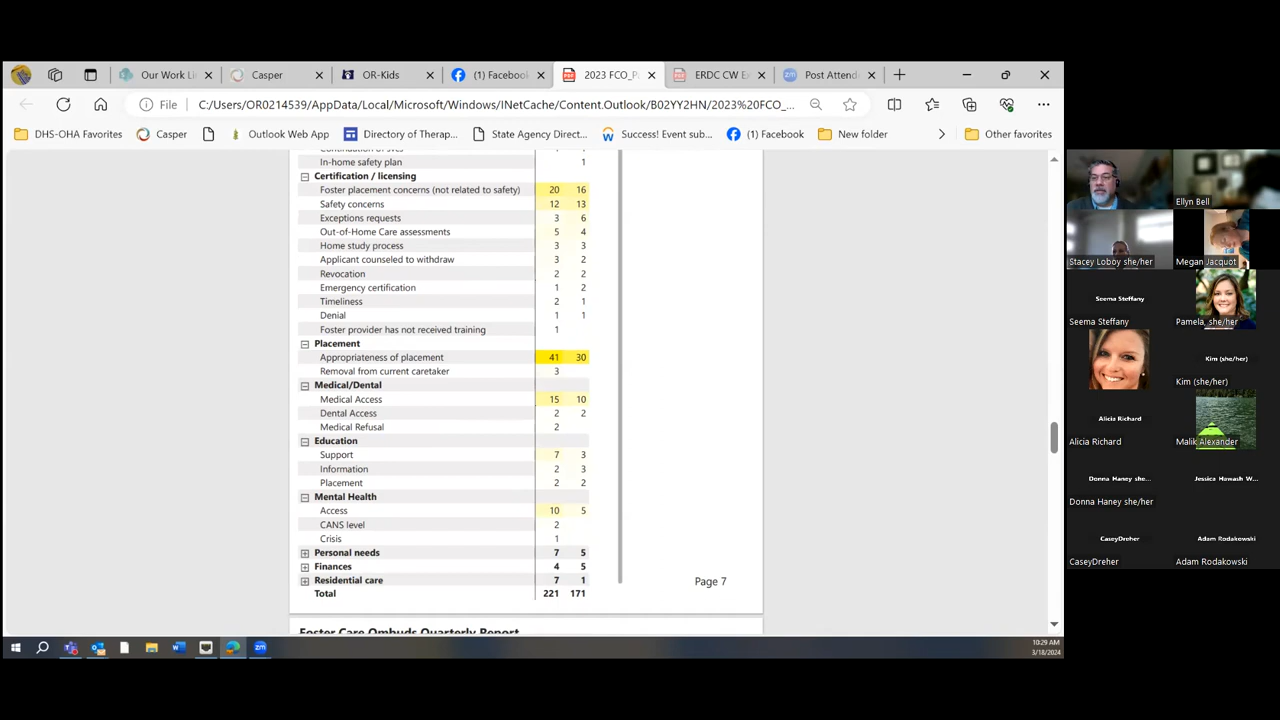 Our Work Li
Casper
OR-Kids
(1) Facebook
2023 FCO_P
ERDC CW Ex
Post Attend
File C:/Users/OR0214539/AppData/Local/Microsoft/Windows/INetCache/Content.Outlook/B02YY2HN/2023%20FCO_...
DHS-OHA Favorites Casper Outlook Web App Directory of Therap... State Agency Direct... Success! Event sub... (1) Facebook New folder Other favorites
In-home safety plan 1
Certification / licensing
Foster placement concerns (not related to safety) 20 16
Safety concerns 12 13
Exceptions requests 3 6
Out-of-Home Care assessments 5 4
Home study process 3 3
Applicant counseled to withdraw 3 2
Revocation 2 2
Emergency certification 1 2
Timeliness 2 1
Denial 1 1
Foster provider has not received training 1
Placement
Appropriateness of placement 41 30
Removal from current caretaker 3
Medical/Dental
Medical Access 15 10
Dental Access 2 2
Medical Refusal 2
Education
Support 7 3
Information 2 3
Placement 2 2
Mental Health
Access 10 5
CANS level 2
Crisis 1
Personal needs 7 5
Finances 4 5
Residential care 7 1
Total 221 171
Page 7
Foster Care Ombuds Quarterly Report
10:29 AM
3/18/2024
Ellyn Bell
Stacey Loboy she/her
Megan Jacquot
Seema Steffany
Seema Steffany
Pamela, she/her
Kim (she/her)
Kim (she/her)
Alicia Richard
Alicia Richard
Malik Alexander
Donna Haney she...
Donna Haney she/her
Jessica Hawash W...
CaseyDreher
CaseyDreher
Adam Rodakowski
Adam Rodakowski